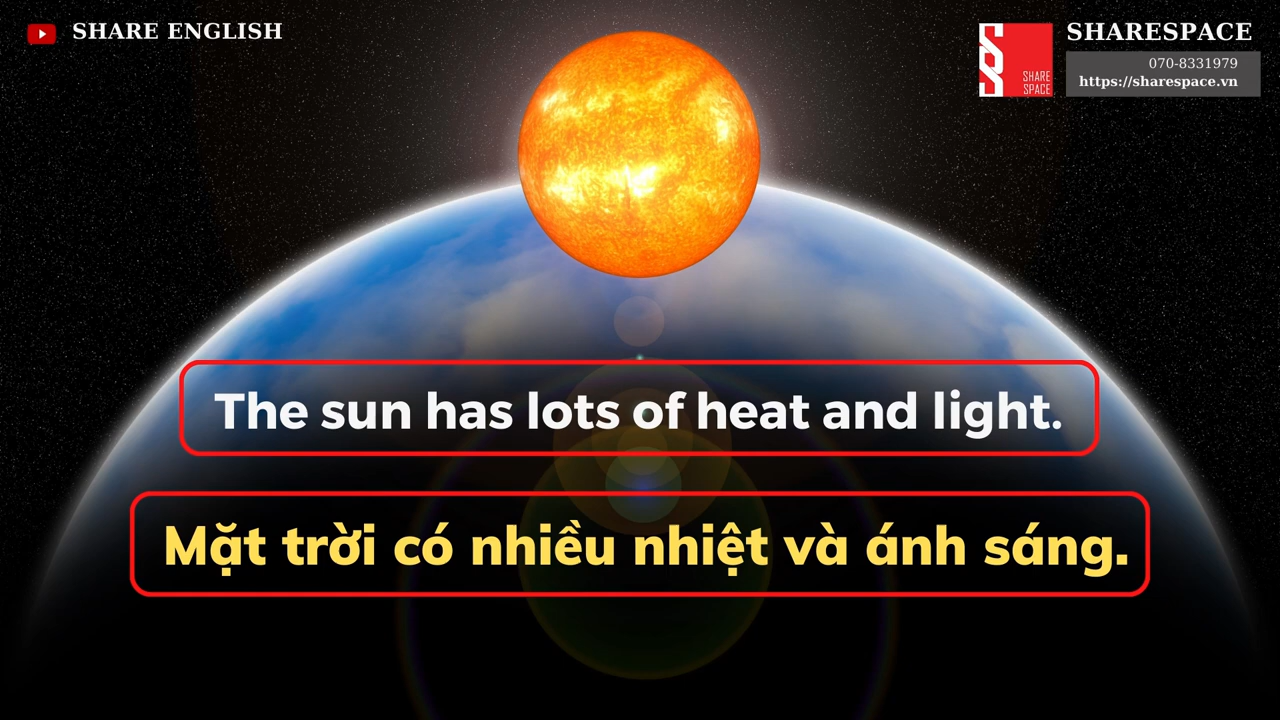 SHARE ENGLISH
SHARESPACE
070-8331979
https://sharespace.vn
SHARE
SPACE
The sun has lots of heat and light.
Mặt trời có nhiều nhiệt và ánh sáng.